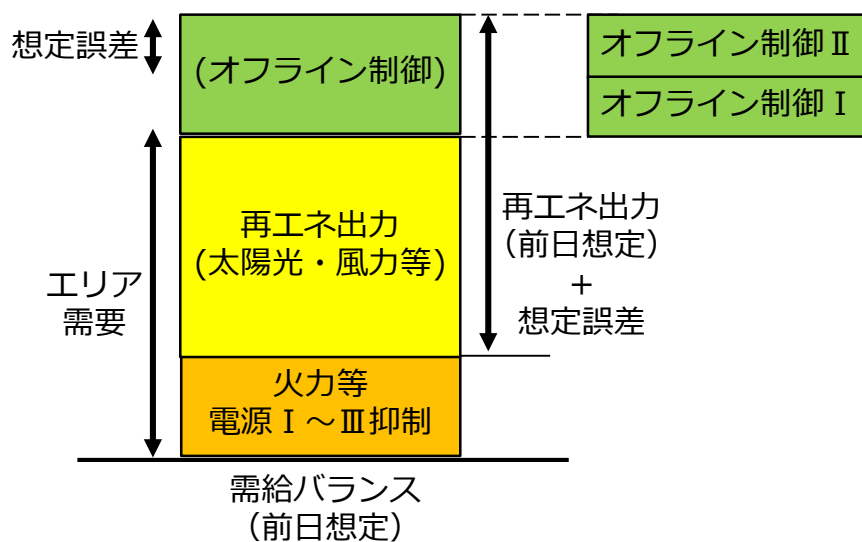 想定誤差
(オフライン制御)
オフライン制御Ⅱ
オフライン制御Ⅰ
再エネ出力
(太陽光・風力等)
再エネ出力
（前日想定）
＋
想定誤差
エリア
需要
火力等
電源Ⅰ～Ⅲ抑制
需給バランス
（前日想定）